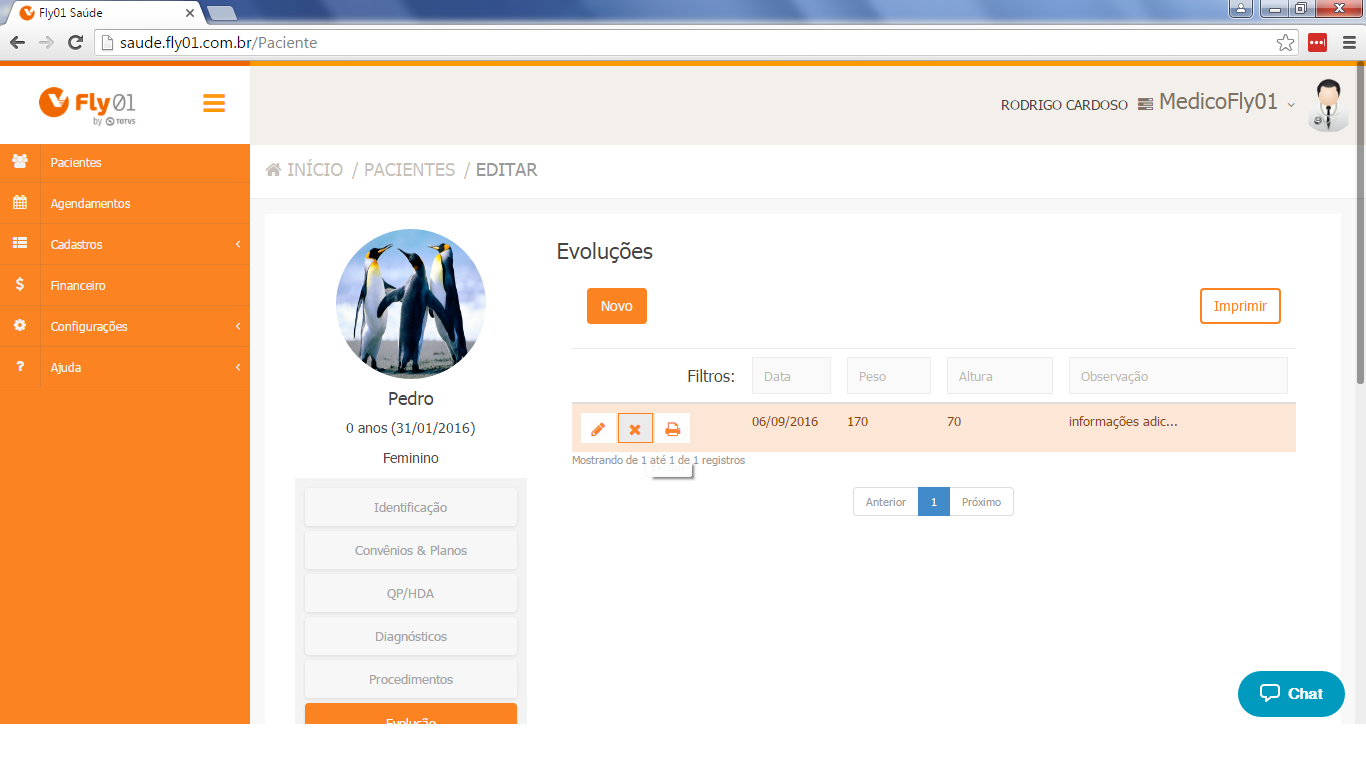 Fly01 Saúde
saude.fly01.com.br/Paciente
Fly01
by TOTVS
RODRIGO CARDOSO MedicoFly01
Pacientes
Agendamentos
Cadastros
Financeiro
Configurações
Ajuda
INÍCIO / PACIENTES / EDITAR
Pedro
0 anos (31/01/2016)
Feminino
Identificação
Convênios & Planos
QP/HDA
Diagnósticos
Procedimentos
Evolução
Evoluções
Novo
Imprimir
Filtros: Data Peso Altura Observação
06/09/2016 170 70 informações adic...
Mostrando de 1 até 1 de 1 registros
Anterior 1 Próximo
Chat